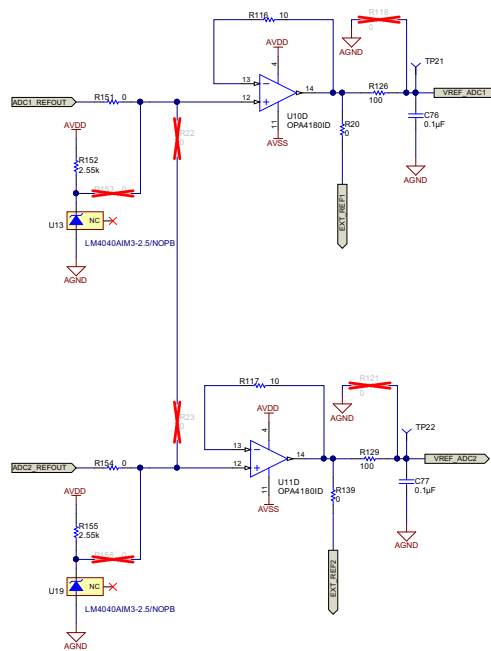 R116 10
R118
0
AVDD
AGND
TP21
4
13
14
R126
VREF_ADC1
ADC1_REFOUT
R151 0
12
100
C76
0.1µF
11
U10D
OPA4180ID
R20
0
AVDD
R22
0
AVSS
R152
2.55k
AGND
R153 0
EXT_REF1
U13
NC
LM4040AIM3-2.5/NOPB
AGND
R117 10
R121
0
AVDD
R23
0
AGND
TP22
4
13
14
R129
VREF_ADC2
ADC2_REFOUT
R154 0
12
100
C77
0.1µF
11
U11D
OPA4180ID
R139
0
AVDD
AVSS
R155
2.55k
AGND
R156 0
EXT_REF2
U19
NC
LM4040AIM3-2.5/NOPB
AGND